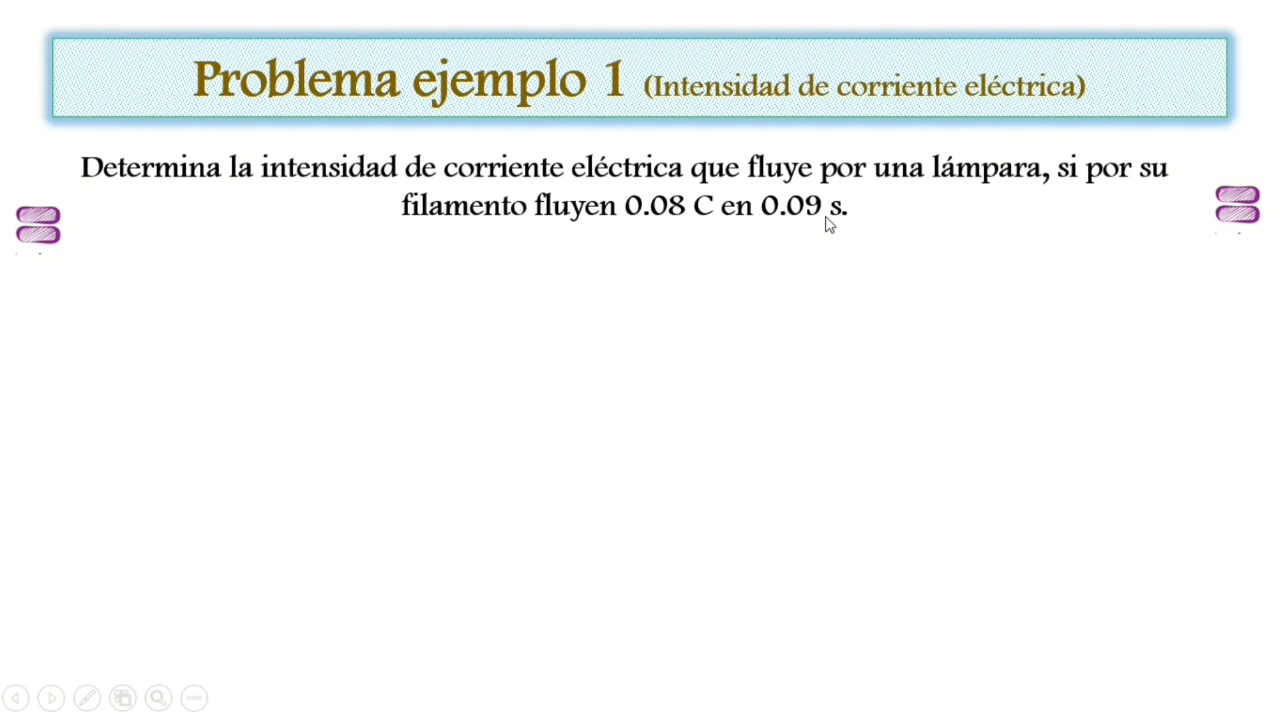 Problema ejemplo 1 (Intensidad de corriente eléctrica)
Determina la intensidad de corriente eléctrica que fluye por una lámpara, si por su
filamento fluyen 0.08 C en 0.09 s.